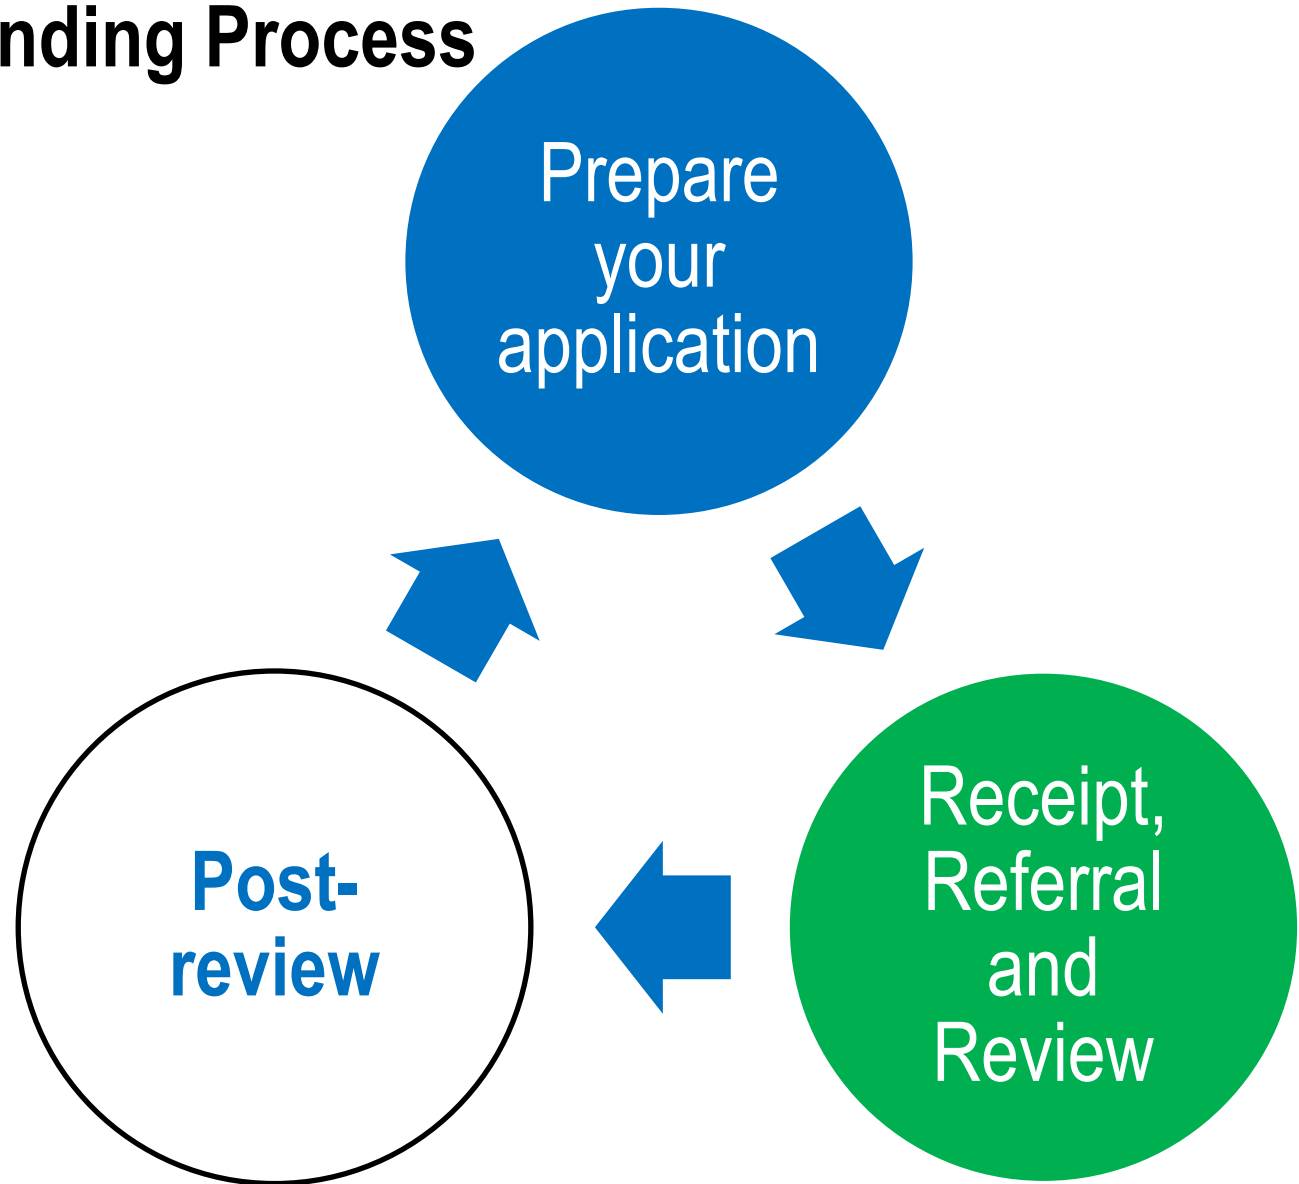 nding Process
Prepare
your
application
Receipt,
Referral
and
Review
Post-
review